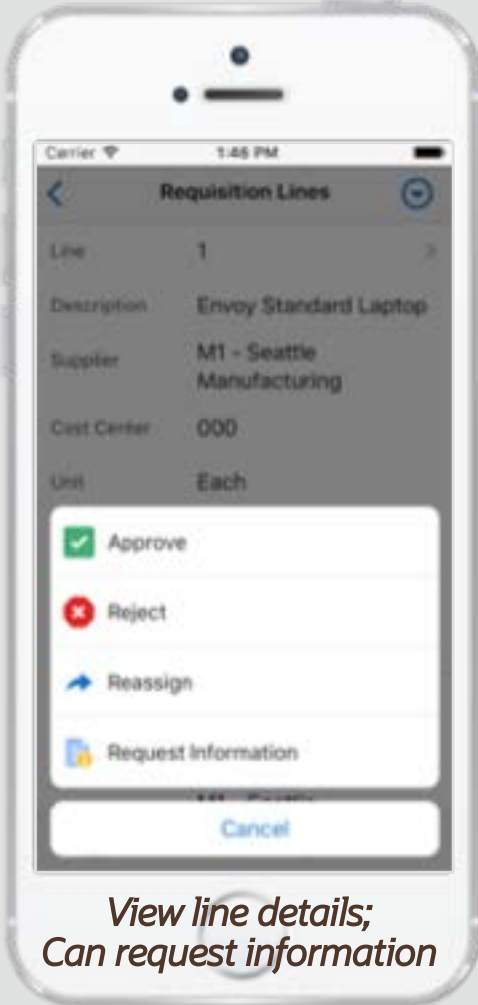 Carrier 1:46 PM
Requisition Lines
Line 1
Description Envoy Standard Laptop
Supplier M1 - Seattle
Manufacturing
Cost Center 000
Unit Each
Approve
Reject
Reassign
Request Information
Cancel
View line details;
Can request information